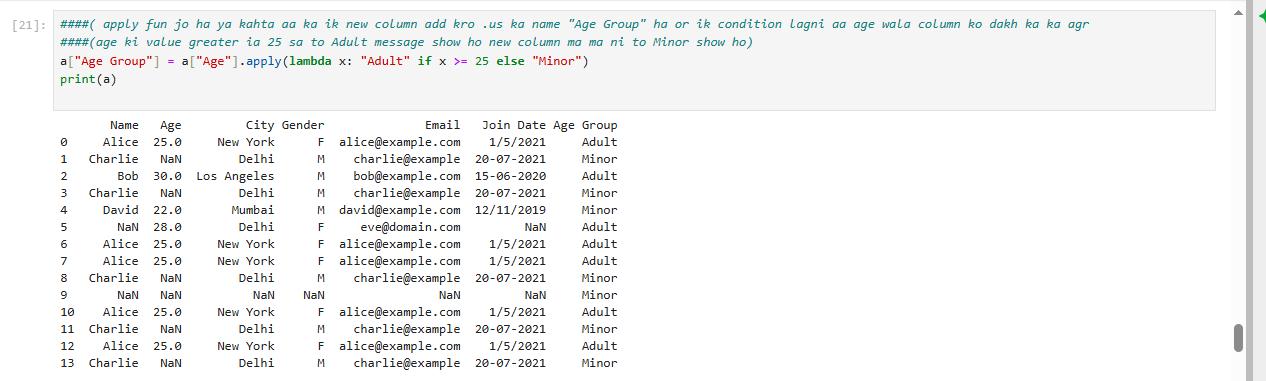 [21]: ####( apply fun jo ha ya kahta aa ka ik new column add kro .us ka name "Age Group" ha or ik condition lagni aa age wala column ko dakh ka ka agr
####(age ki value greater ia 25 sa to Adult message show ho new column ma ma ni to Minor show ho)
a["Age Group"] = a["Age"].apply(lambda x: "Adult" if x >= 25 else "Minor")
print(a)
Name Age City Gender Email Join Date Age Group
0 Alice 25.0 New York F alice@example.com 1/5/2021 Adult
1 Charlie NaN Delhi M charlie@example 20-07-2021 Minor
2 Bob 30.0 Los Angeles M bob@example.com 15-06-2020 Adult
3 Charlie NaN Delhi M charlie@example 20-07-2021 Minor
4 David 22.0 Mumbai M david@example.com 12/11/2019 Minor
5 NaN 28.0 Delhi F eve@domain.com NaN Adult
6 Alice 25.0 New York F alice@example.com 1/5/2021 Adult
7 Alice 25.0 New York F alice@example.com 1/5/2021 Adult
8 Charlie NaN Delhi M charlie@example 20-07-2021 Minor
9 NaN NaN NaN NaN NaN NaN Minor
10 Alice 25.0 New York F alice@example.com 1/5/2021 Adult
11 Charlie NaN Delhi M charlie@example 20-07-2021 Minor
12 Alice 25.0 New York F alice@example.com 1/5/2021 Adult
13 Charlie NaN Delhi M charlie@example 20-07-2021 Minor